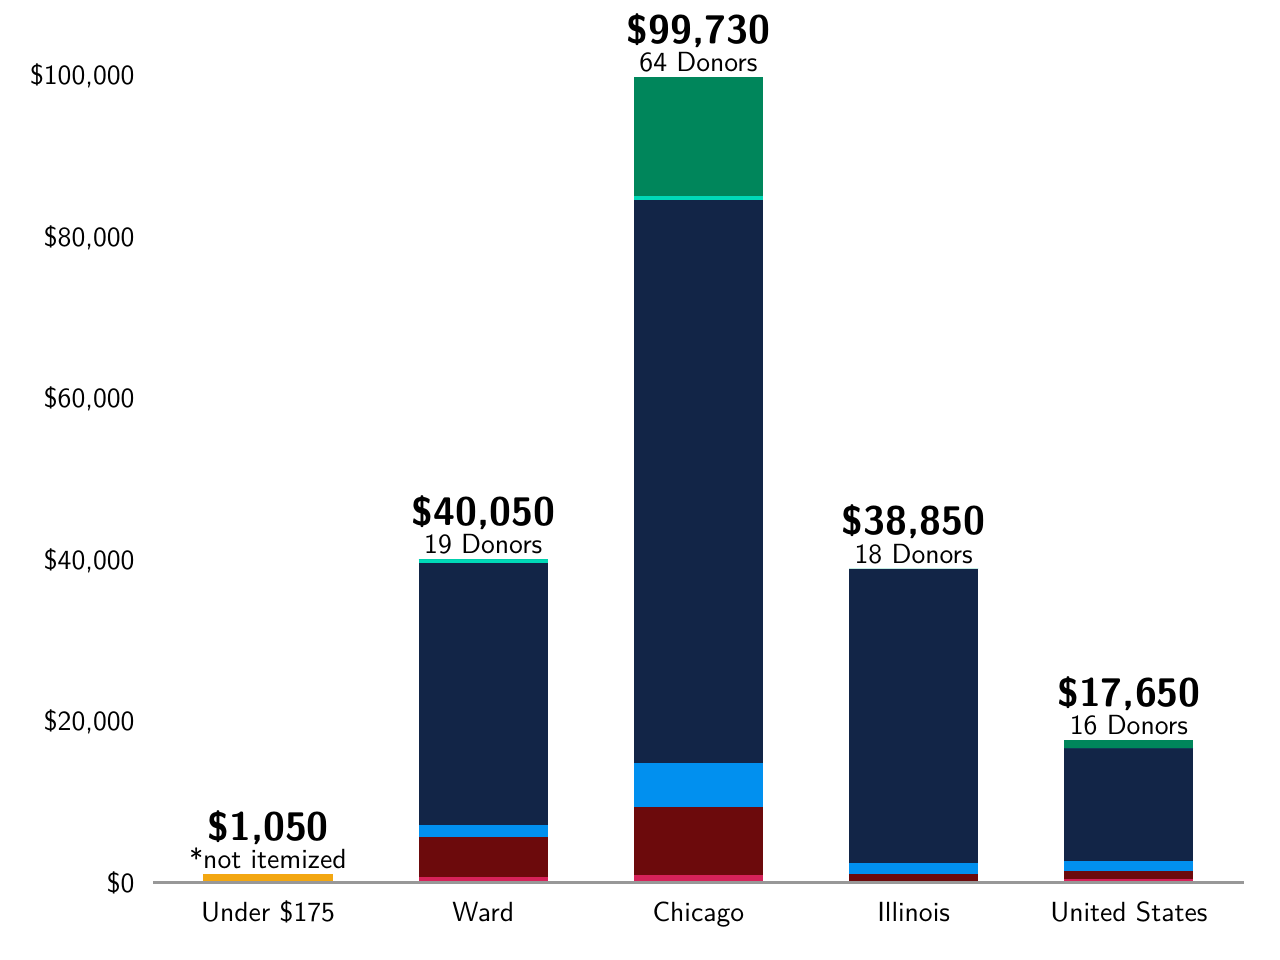 $99,730
64 Donors
$100,000
$80,000
$60,000
$40,050
19 Donors
$38,850
18 Donors
$40,000
$17,650
16 Donors
$20,000
$1,050
*not itemized
$0
Under $175
Ward
Chicago
Illinois
United States